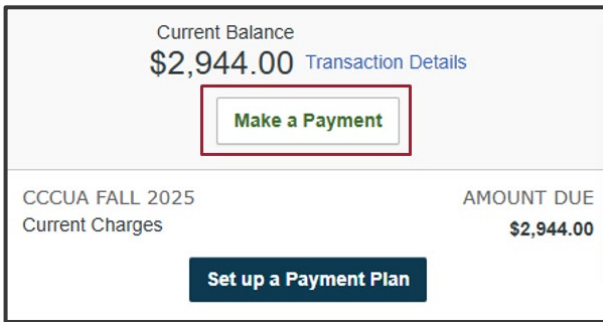 Current Balance
$2,944.00 Transaction Details
Make a Payment
CCCUA FALL 2025 AMOUNT DUE
Current Charges $2,944.00
Set up a Payment Plan